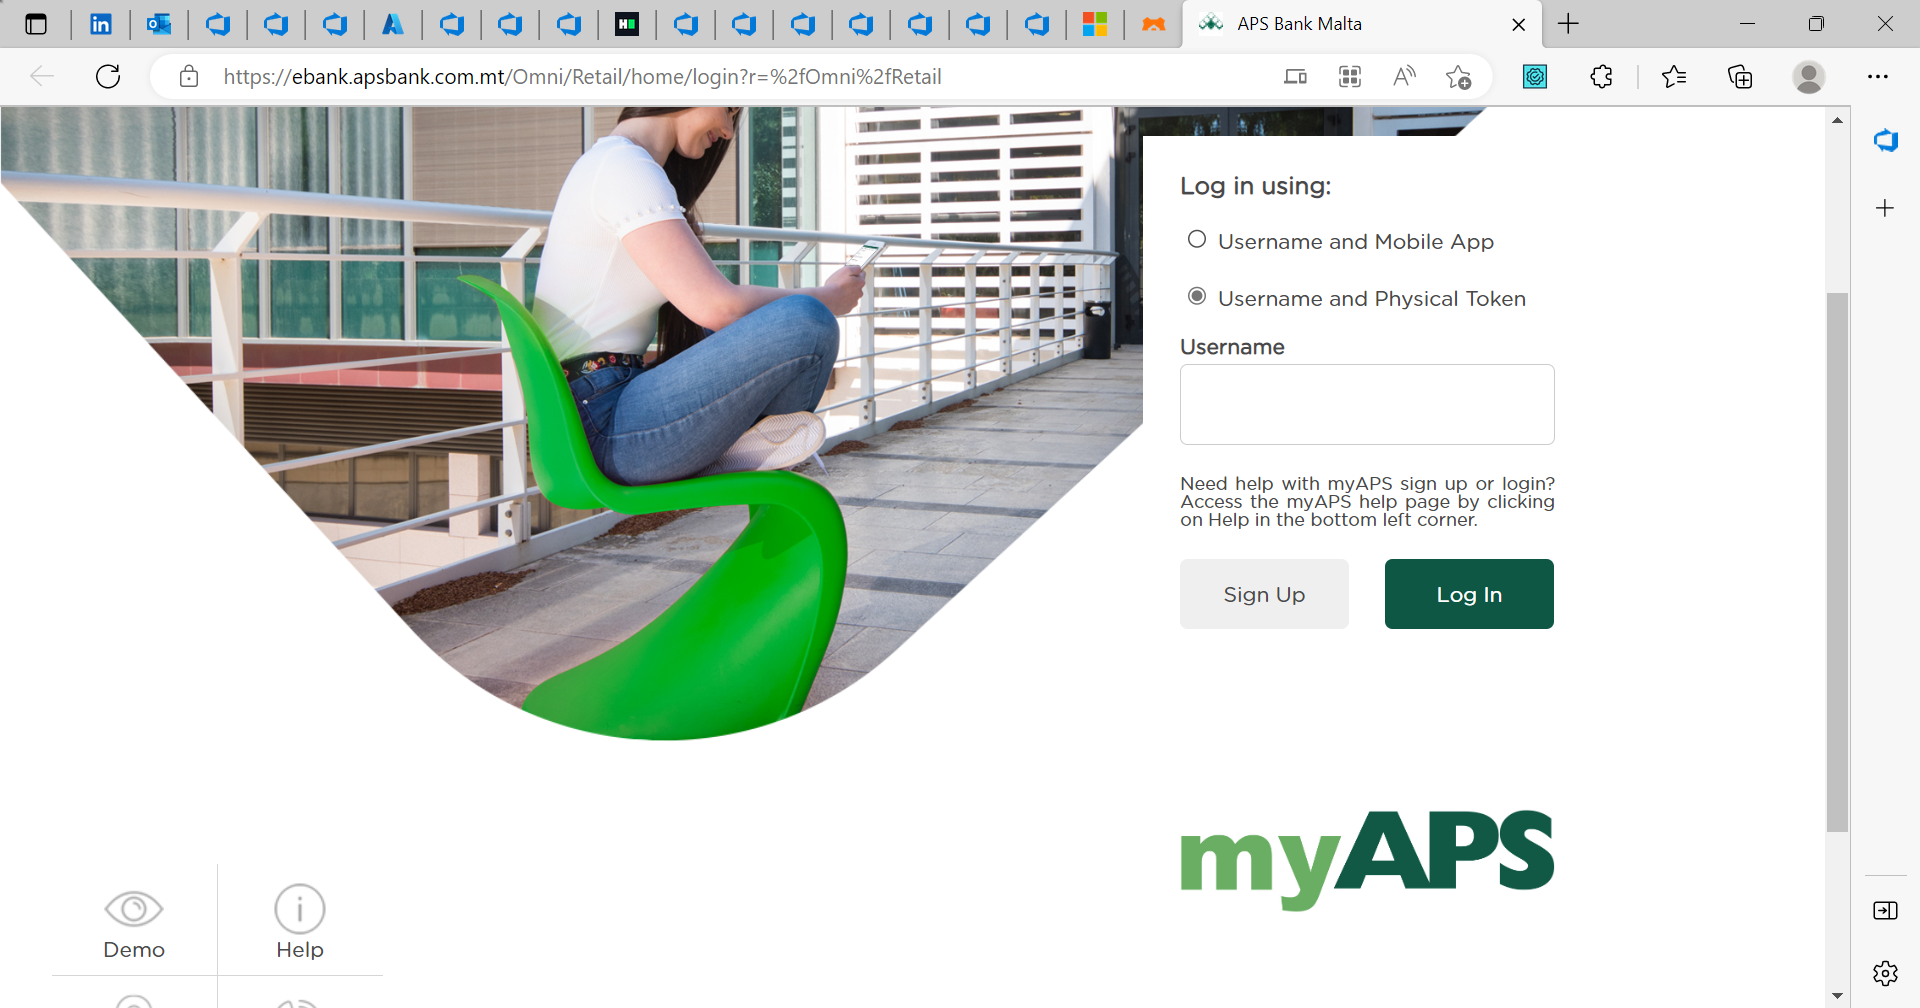 APS Bank Malta
https://ebank.apsbank.com.mt/Omni/Retail/home/login?r=%2fOmni%2fRetail
Log in using:
Username and Mobile App
Username and Physical Token
Username
Need help with myAPS sign up or login?
Access the myAPS help page by clicking
on Help in the bottom left corner.
Sign Up
Log In
myAPS
Demo
Help